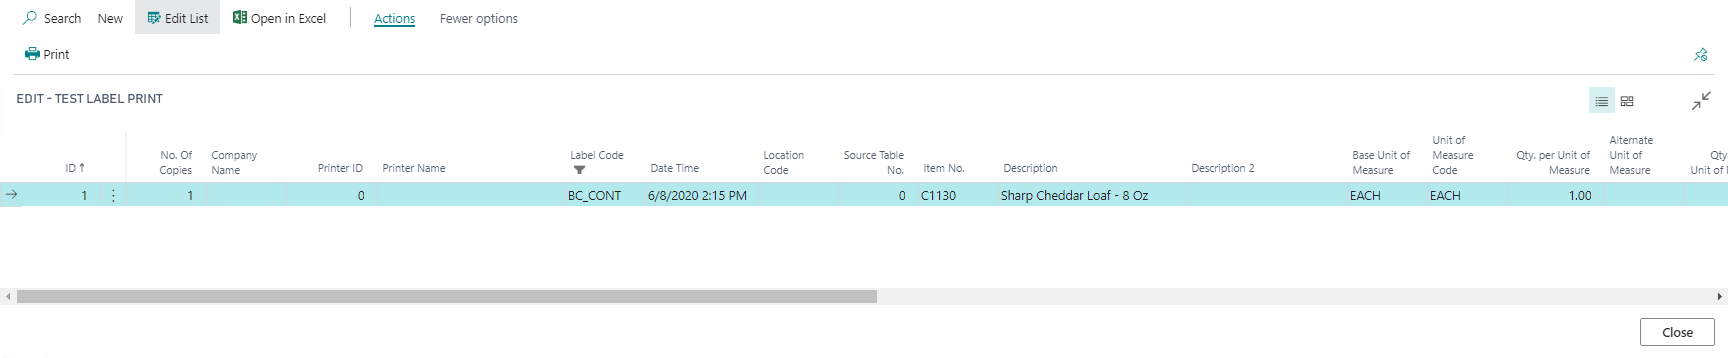 Search New Edit List Open in Excel Actions Fewer options
Print
EDIT - TEST LABEL PRINT
ID ↑ No. Of Copies Company Name Printer ID Printer Name Label Code Date Time Location Code Source Table No. Item No. Description Description 2 Base Unit of Measure Unit of Measure Code Qty. per Unit of Measure Alternate Unit of Measure Qty Unit of
1 1 0 BC_CONT 6/8/2020 2:15 PM 0 C1130 Sharp Cheddar Loaf - 8 Oz EACH EACH 1.00
Close